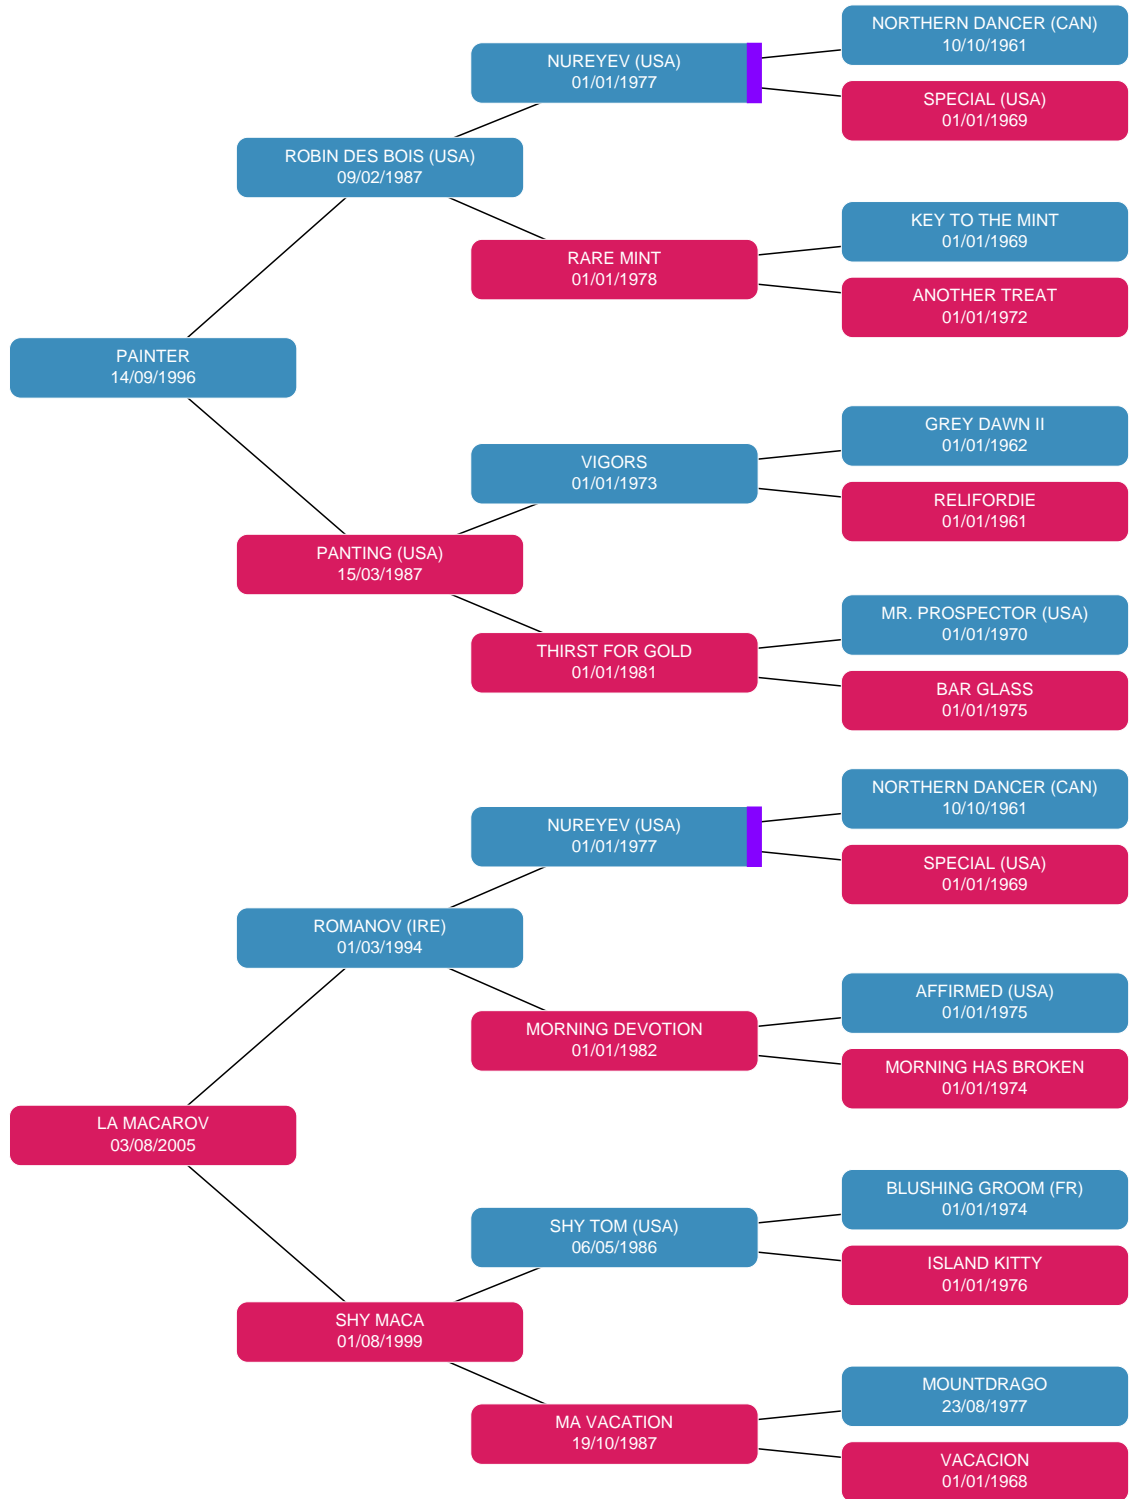 NORTHERN DANCER (CAN)
10/10/1961
NUREYEV (USA)
01/01/1977
SPECIAL (USA)
01/01/1969
ROBIN DES BOIS (USA)
09/02/1987
KEY TO THE MINT
01/01/1969
RARE MINT
01/01/1978
ANOTHER TREAT
01/01/1972
PAINTER
14/09/1996
GREY DAWN II
01/01/1962
VIGORS
01/01/1973
RELIFORDIE
01/01/1961
PANTING (USA)
15/03/1987
MR. PROSPECTOR (USA)
01/01/1970
THIRST FOR GOLD
01/01/1981
BAR GLASS
01/01/1975
NORTHERN DANCER (CAN)
10/10/1961
NUREYEV (USA)
01/01/1977
SPECIAL (USA)
01/01/1969
ROMANOV (IRE)
01/03/1994
AFFIRMED (USA)
01/01/1975
MORNING DEVOTION
01/01/1982
MORNING HAS BROKEN
01/01/1974
LA MACAROV
03/08/2005
BLUSHING GROOM (FR)
01/01/1974
SHY TOM (USA)
06/05/1986
ISLAND KITTY
01/01/1976
SHY MACA
01/08/1999
MOUNTDRAGO
23/08/1977
MA VACATION
19/10/1987
VACACION
01/01/1968